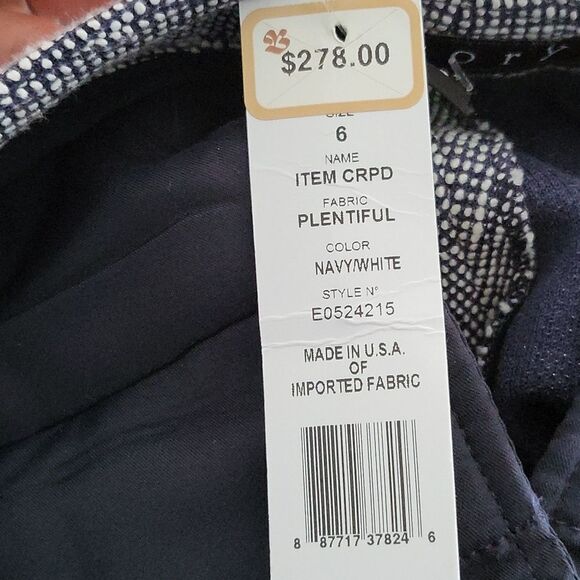 $278.00
ory
SIZE
6
NAME
ITEM CRPD
FABRIC
PLENTIFUL
COLOR
NAVY/WHITE
STYLE N°
E0524215
MADE IN U.S.A.
OF
IMPORTED FABRIC
8 87717 37824 6